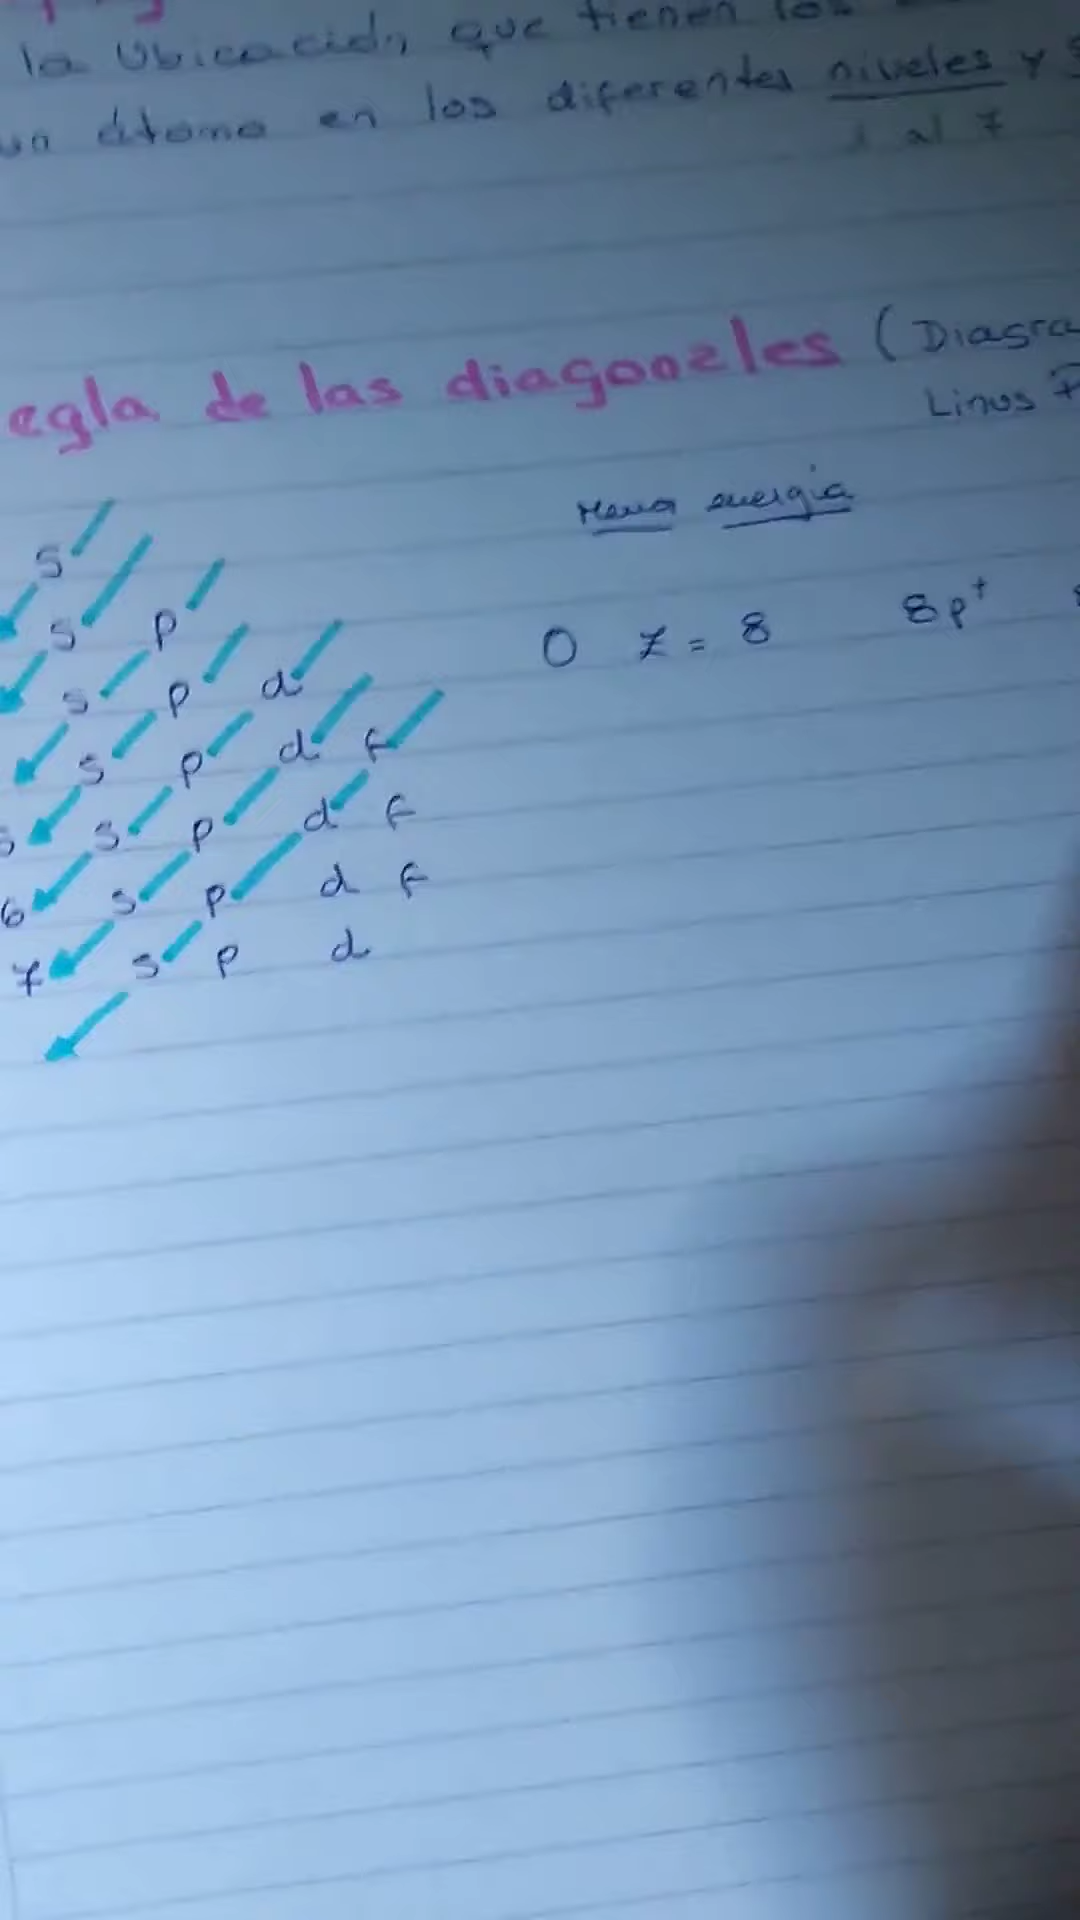 la Ubicación que tienen los
un átomo en los diferentes niveles y
1 al 7
egla de las diagonales (Diagra
Linus P
Menor energía
s
s p
O Z = 8 8p⁺ 8
s p d
s p d f
5 s p d f
6 s p d f
7 s p d